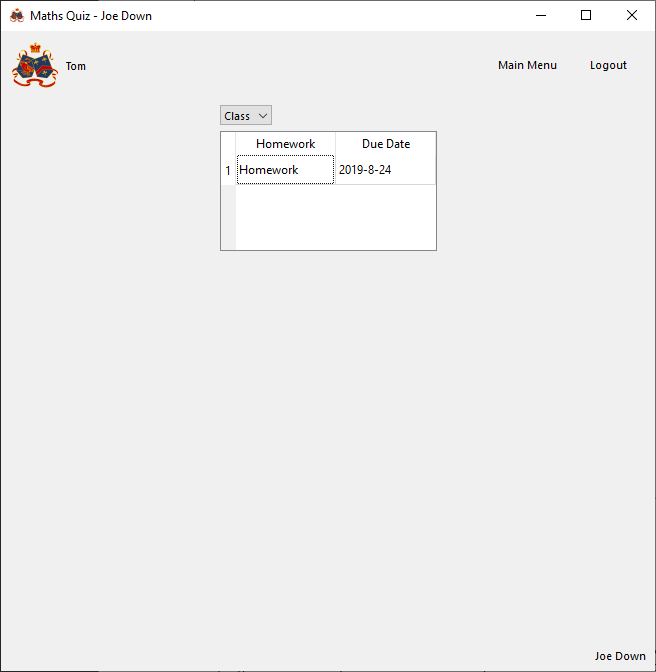 Maths Quiz - Joe Down
Tom
Main Menu
Logout
Class
Homework Due Date
1 Homework 2019-8-24
Joe Down